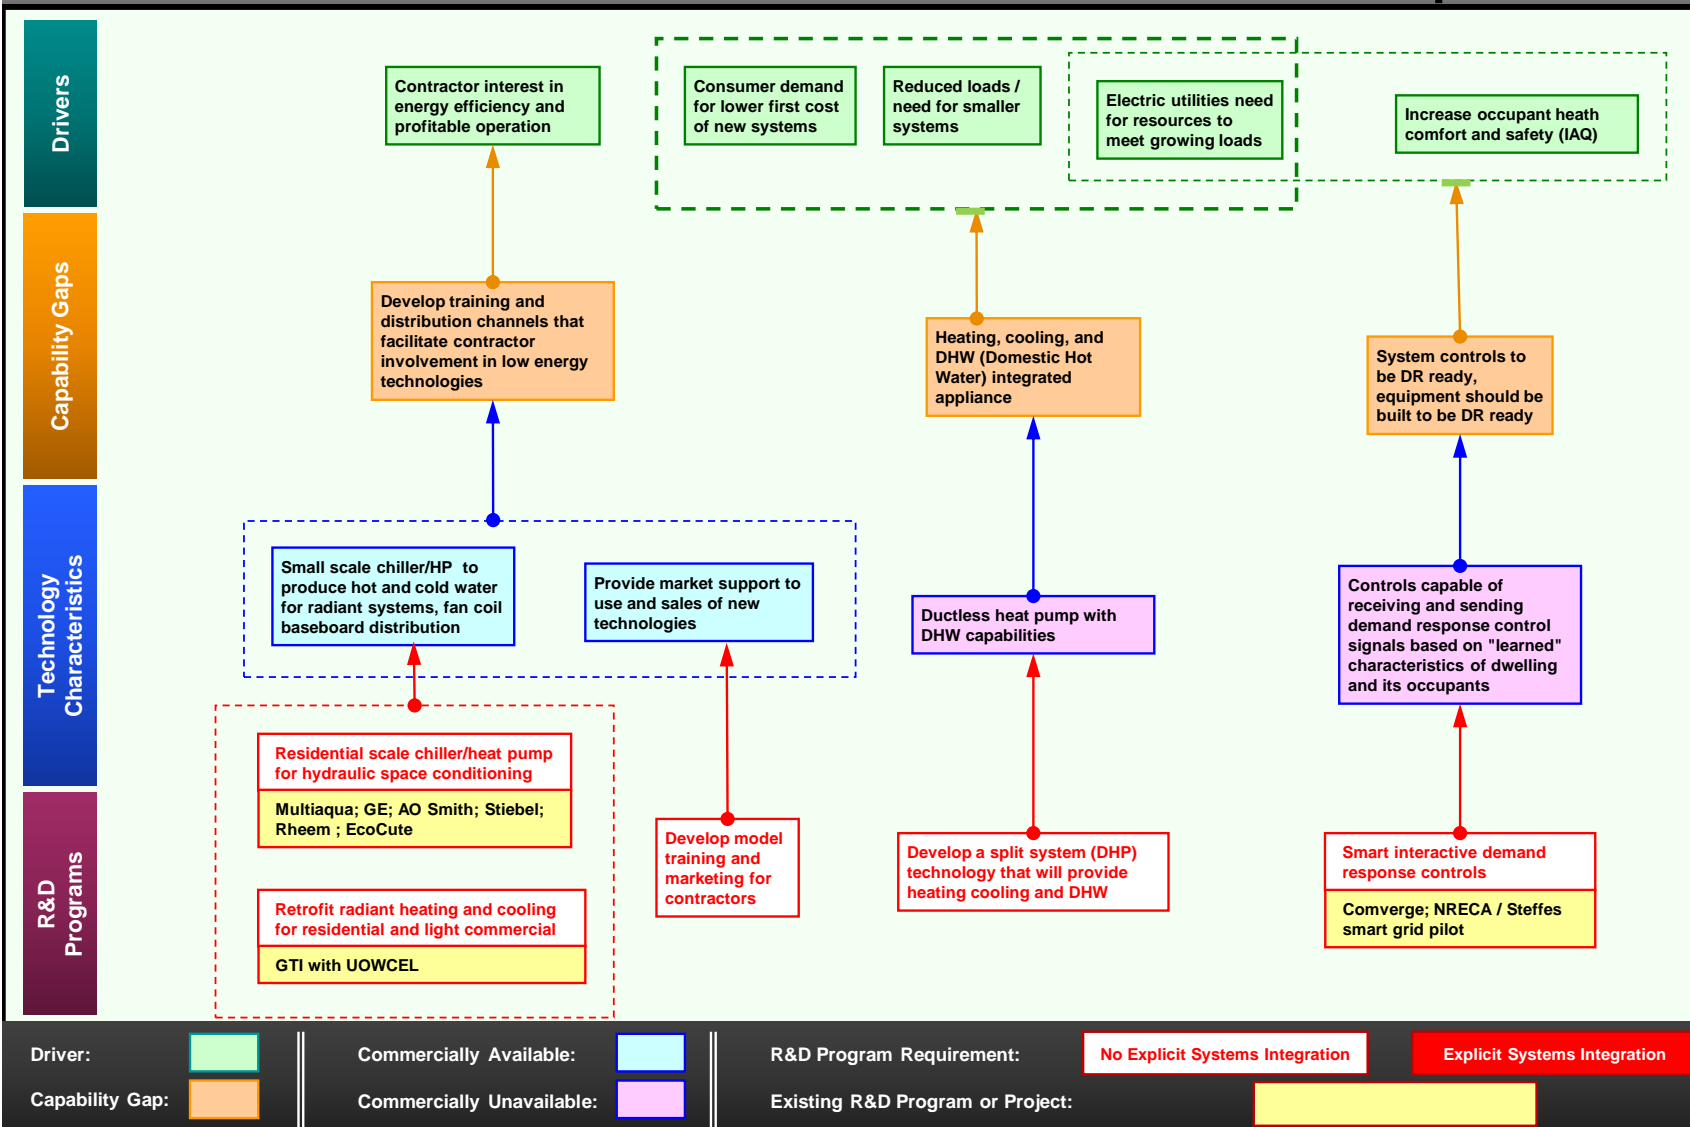 Drivers
Contractor interest in
energy efficiency and
profitable operation
Consumer demand
for lower first cost
of new systems
Reduced loads /
need for smaller
systems
Electric utilities need
for resources to
meet growing loads
Increase occupant heath
comfort and safety (IAQ)
Capability Gaps
Develop training and
distribution channels that
facilitate contractor
involvement in low energy
technologies
Heating, cooling, and
DHW (Domestic Hot
Water) integrated
appliance
System controls to
be DR ready,
equipment should be
built to be DR ready
Technology
Characteristics
Small scale chiller/HP to
produce hot and cold water
for radiant systems, fan coil
baseboard distribution
Provide market support to
use and sales of new
technologies
Ductless heat pump with
DHW capabilities
Controls capable of
receiving and sending
demand response control
signals based on "learned"
characteristics of dwelling
and its occupants
R&D
Programs
Residential scale chiller/heat pump
for hydraulic space conditioning
Multiaqua; GE; AO Smith; Stiebel;
Rheem ; EcoCute
Retrofit radiant heating and cooling
for residential and light commercial
GTI with UOWCEL
Develop model
training and
marketing for
contractors
Develop a split system (DHP)
technology that will provide
heating cooling and DHW
Smart interactive demand
response controls
Comverge; NRECA / Steffes
smart grid pilot
Driver:
Capability Gap:
Commercially Available:
Commercially Unavailable:
R&D Program Requirement:
No Explicit Systems Integration
Explicit Systems Integration
Existing R&D Program or Project: